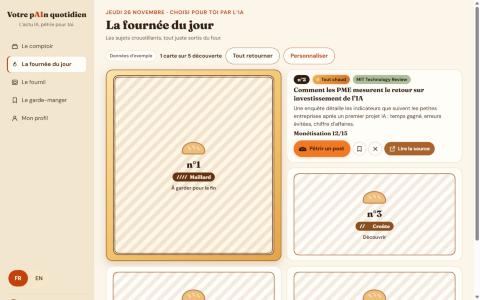 Votre pAIn quotidien
L'actu IA, pétrie pour toi
Le comptoir
La fournée du jour
Le fournil
Le garde-manger
Mon profil
FR
EN
JEUDI 26 NOVEMBRE · CHOISI POUR TOI PAR L'IA
La fournée du jour
Les sujets croustillants, tout juste sortis du four.
Données d'exemple
1 carte sur 5 découverte
Tout retourner
Personnaliser
n°1
Maillard
À garder pour la fin
n°2
Tout chaud
MIT Technology Review
Comment les PME mesurent le retour sur
investissement de l'IA
Une enquête détaille les indicateurs que suivent les petites
entreprises après un premier projet IA : temps gagné, erreurs
évitées, chiffre d'affaires.
Monétisation 12/15
Pétrir un post
Lire la source
n°3
Croûte
Découvrir